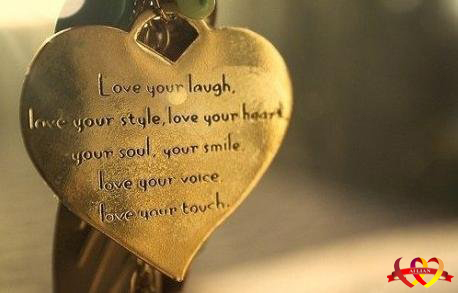 Love your laugh,
love your style, love your heart
your soul, your smile,
love your voice,
love your touch.
AILIAN